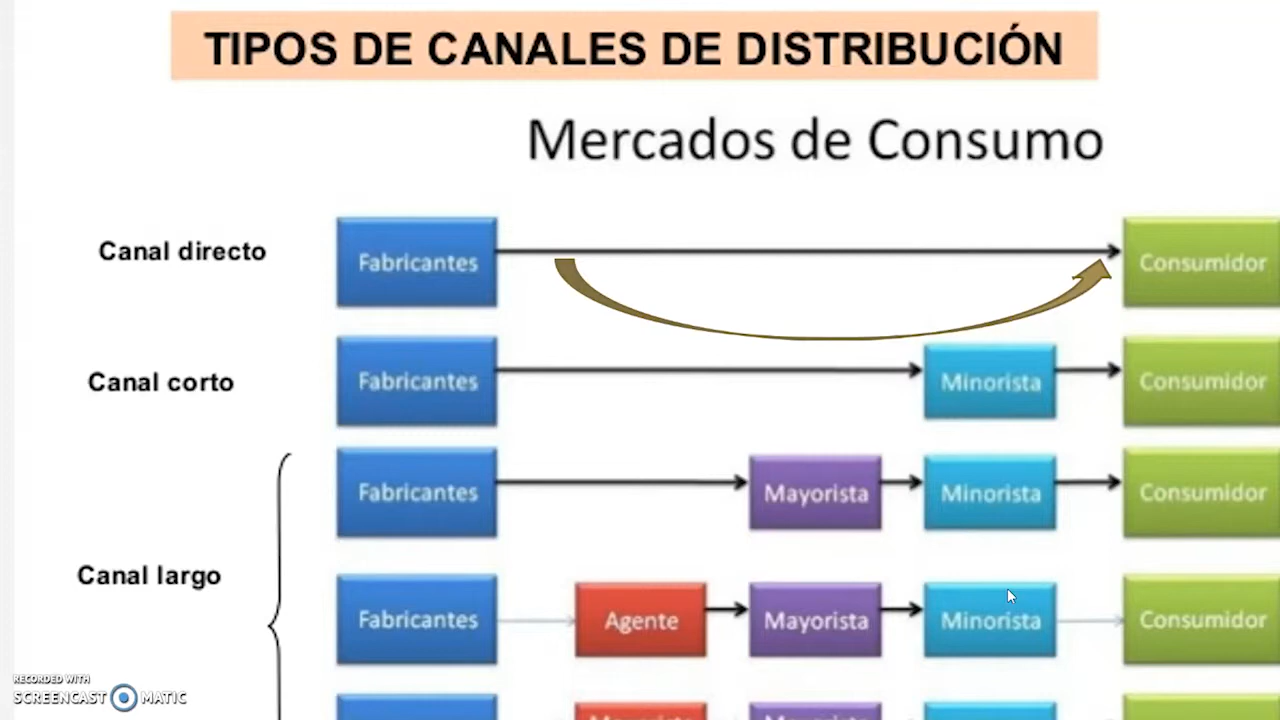 TIPOS DE CANALES DE DISTRIBUCIÓN
Mercados de Consumo
Canal directo Fabricantes Consumidor
Canal corto Fabricantes Minorista Consumidor
Fabricantes Mayorista Minorista Consumidor
Canal largo
Fabricantes Agente Mayorista Minorista Consumidor
RECORDED WITH
SCREENCAST MATIC